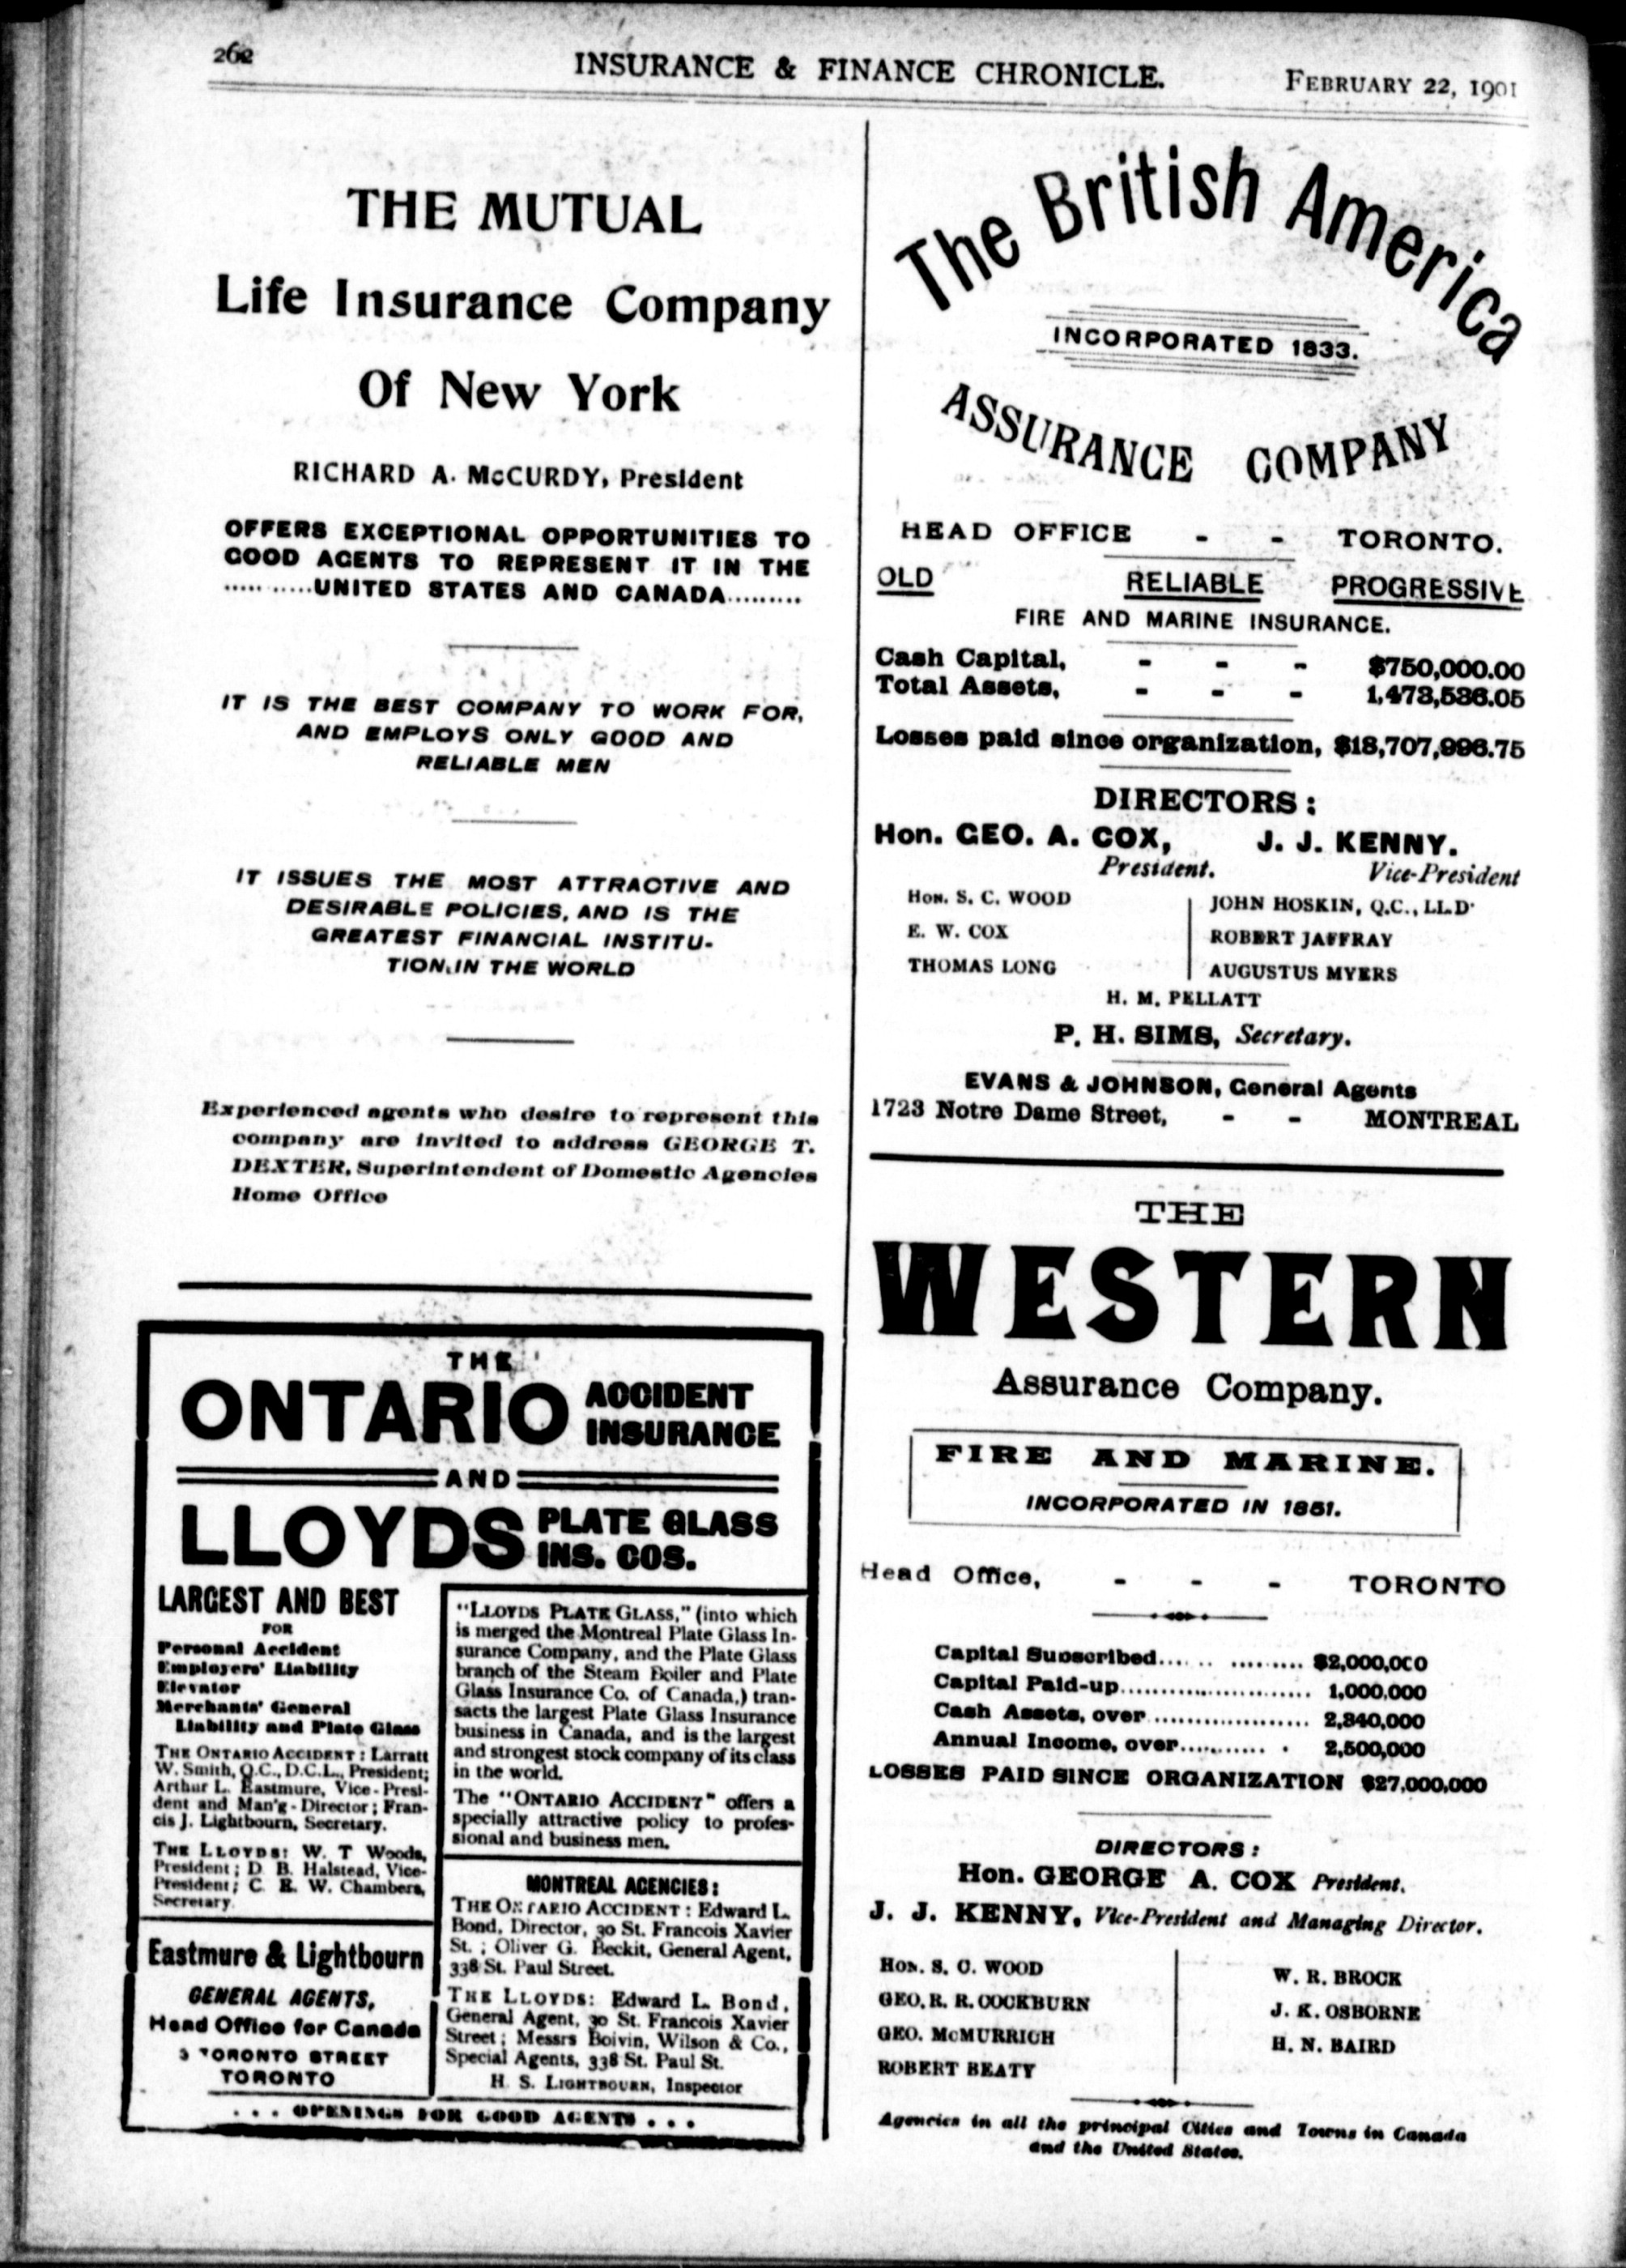 262 INSURANCE & FINANCE CHRONICLE. FEBRUARY 22, 1901
THE MUTUAL
Life Insurance Company
Of New York
RICHARD A. McCURDY, President
OFFERS EXCEPTIONAL OPPORTUNITIES TO
GOOD AGENTS TO REPRESENT IT IN THE
...........UNITED STATES AND CANADA.........
IT IS THE BEST COMPANY TO WORK FOR,
AND EMPLOYS ONLY GOOD AND
RELIABLE MEN
IT ISSUES THE MOST ATTRACTIVE AND
DESIRABLE POLICIES, AND IS THE
GREATEST FINANCIAL INSTITU-
TION IN THE WORLD
Experienced agents who desire to represent this
company are invited to address GEORGE T.
DEXTER, Superintendent of Domestic Agencies
Home Office
THE
ONTARIO ACCIDENT
INSURANCE
AND
LLOYDS PLATE GLASS
INS. COS.
LARGEST AND BEST
FOR
Personal Accident
Employers' Liability
Elevator
Merchants' General
Liability and Plate Glass
THE ONTARIO ACCIDENT: Larratt
W. Smith, Q.C., D.C.L., President;
Arthur L. Eastmure, Vice-Presi-
dent and Man'g-Director; Fran-
cis J. Lightbourn, Secretary.
THE LLOYDS: W. T Woods,
President; D. B. Halstead, Vice-
President; C. E. W. Chambers,
Secretary.
Eastmure & Lightbourn
GENERAL AGENTS,
Head Office for Canada
3 TORONTO STREET
TORONTO
"LLOYDS PLATE GLASS," (into which
is merged the Montreal Plate Glass In-
surance Company, and the Plate Glass
branch of the Steam Boiler and Plate
Glass Insurance Co. of Canada,) tran-
sacts the largest Plate Glass Insurance
business in Canada, and is the largest
and strongest stock company of its class
in the world.
The "ONTARIO ACCIDENT" offers a
specially attractive policy to profes-
sional and business men.
MONTREAL AGENCIES:
THE ONTARIO ACCIDENT: Edward L.
Bond, Director, 30 St. Francois Xavier
St.; Oliver G. Beckit, General Agent,
338 St. Paul Street.
THE LLOYDS: Edward L. Bond,
General Agent, 30 St. Francois Xavier
Street; Messrs Boivin, Wilson & Co.,
Special Agents, 338 St. Paul St.
H. S. LIGHTBOURN, Inspector
... OPENINGS FOR GOOD AGENTS ...
The British America
INCORPORATED 1833.
ASSURANCE COMPANY
HEAD OFFICE - - TORONTO.
OLD RELIABLE PROGRESSIVE
FIRE AND MARINE INSURANCE.
Cash Capital, - - - $750,000.00
Total Assets, - - - 1,473,536.05
Losses paid since organization, $18,707,996.75
DIRECTORS:
Hon. GEO. A. COX, J. J. KENNY.
President. Vice-President
HON. S. C. WOOD JOHN HOSKIN, Q.C., LL.D.
E. W. COX ROBERT JAFFRAY
THOMAS LONG AUGUSTUS MYERS
H. M. PELLATT
P. H. SIMS, Secretary.
EVANS & JOHNSON, General Agents
1723 Notre Dame Street, - - MONTREAL
THE
WESTERN
Assurance Company.
FIRE AND MARINE.
INCORPORATED IN 1851.
Head Office, - - - TORONTO
Capital Subscribed...... ......... $2,000,000
Capital Paid-up........................ 1,000,000
Cash Assets, over .................... 2,340,000
Annual Income, over........... . 2,500,000
LOSSES PAID SINCE ORGANIZATION $27,000,000
DIRECTORS:
Hon. GEORGE A. COX President.
J. J. KENNY, Vice-President and Managing Director.
HON. S. C. WOOD W. R. BROCK
GEO. R. R. COCKBURN J. K. OSBORNE
GEO. McMURRICH H. N. BAIRD
ROBERT BEATY
Agencies in all the principal Cities and Towns in Canada
and the United States.